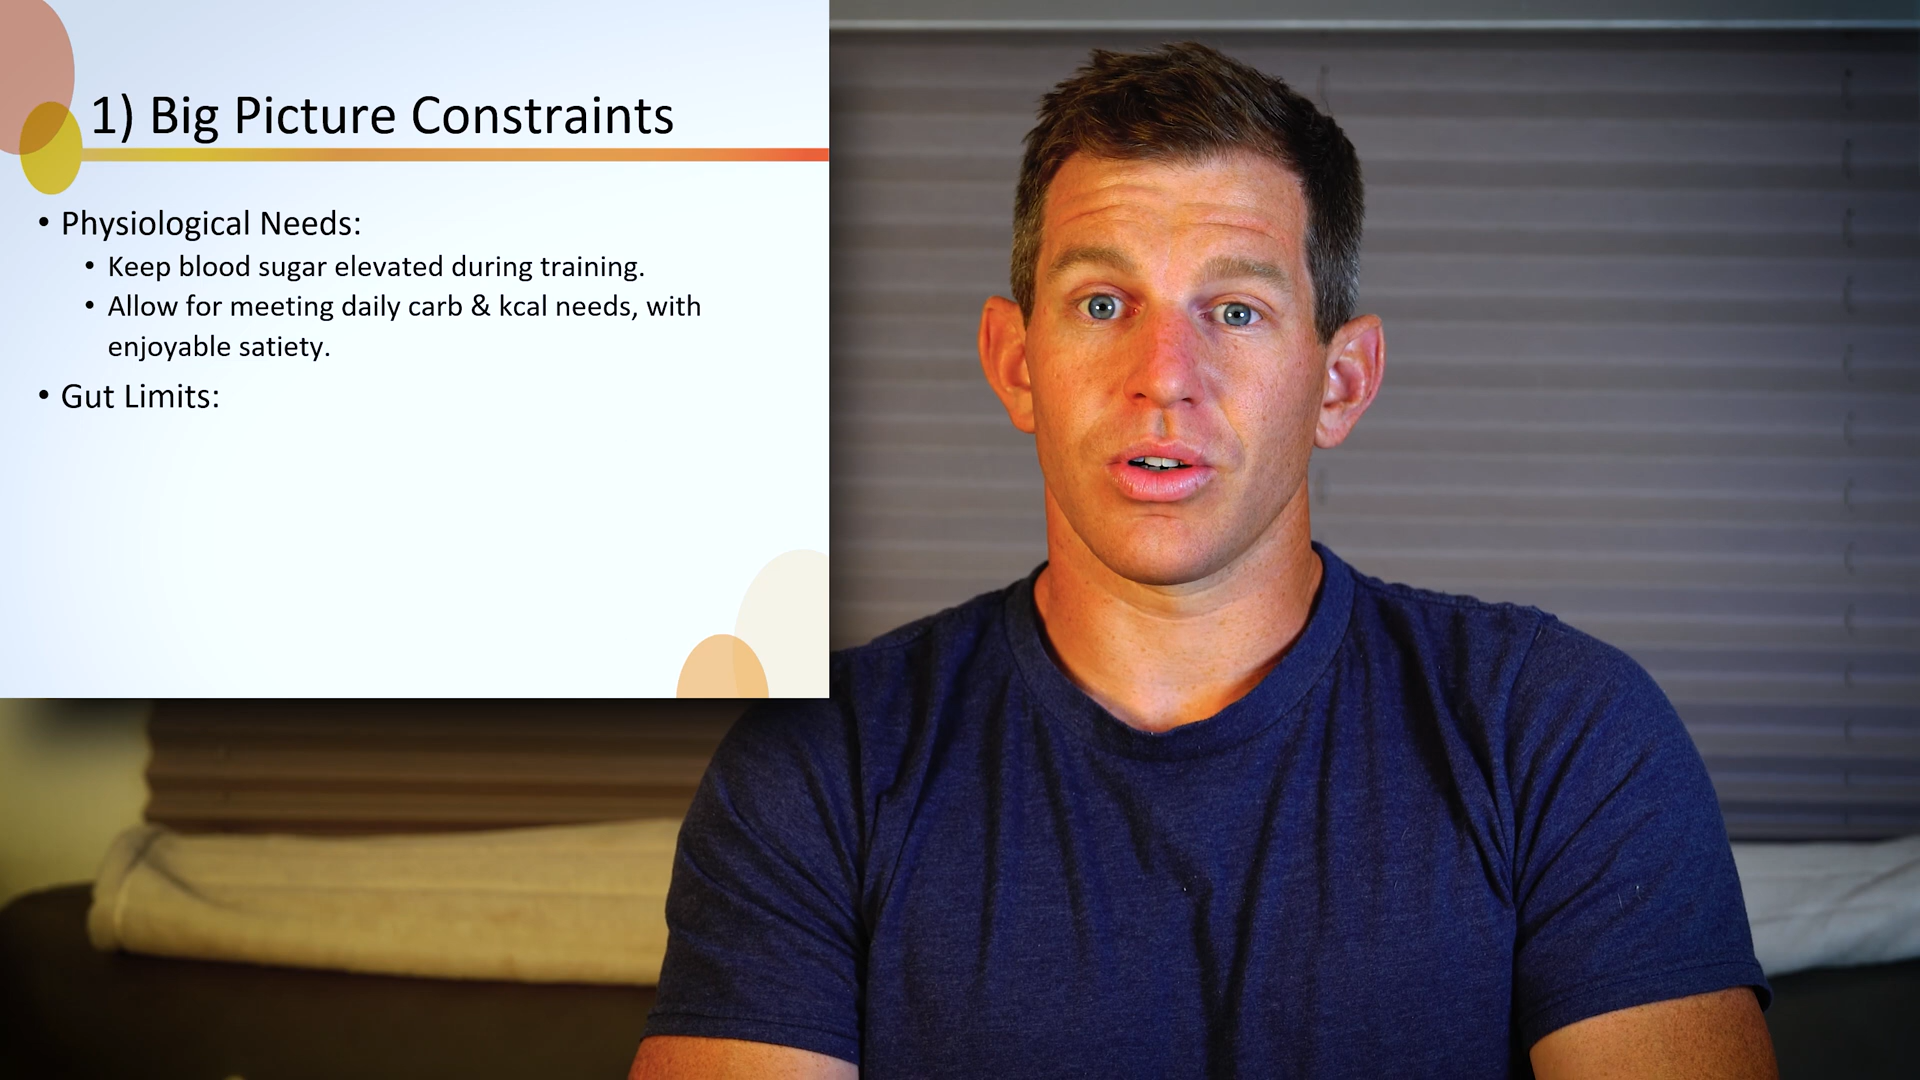 1) Big Picture Constraints
• Physiological Needs:
• Keep blood sugar elevated during training.
• Allow for meeting daily carb & kcal needs, with
enjoyable satiety.
• Gut Limits: